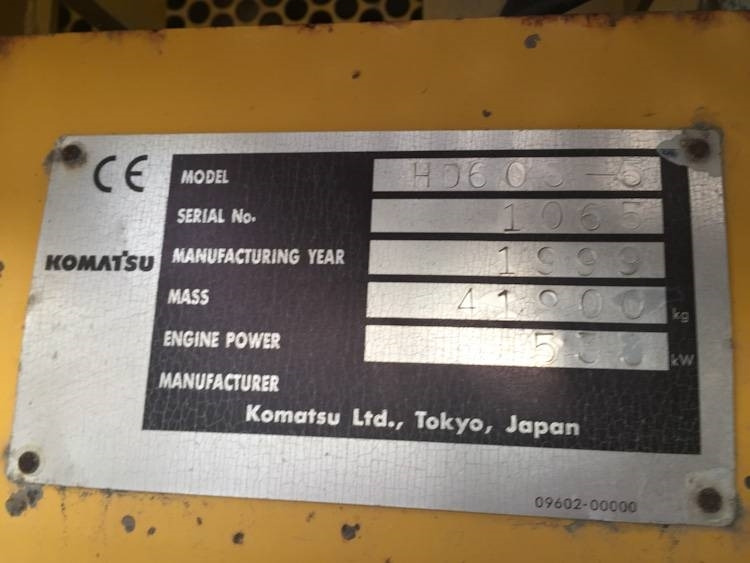 CE
KOMATSU
MODEL HD605-5
SERIAL No. 1065
MANUFACTURING YEAR 1999
MASS kg
ENGINE POWER kW
MANUFACTURER
Komatsu Ltd., Tokyo, Japan
09602-00000